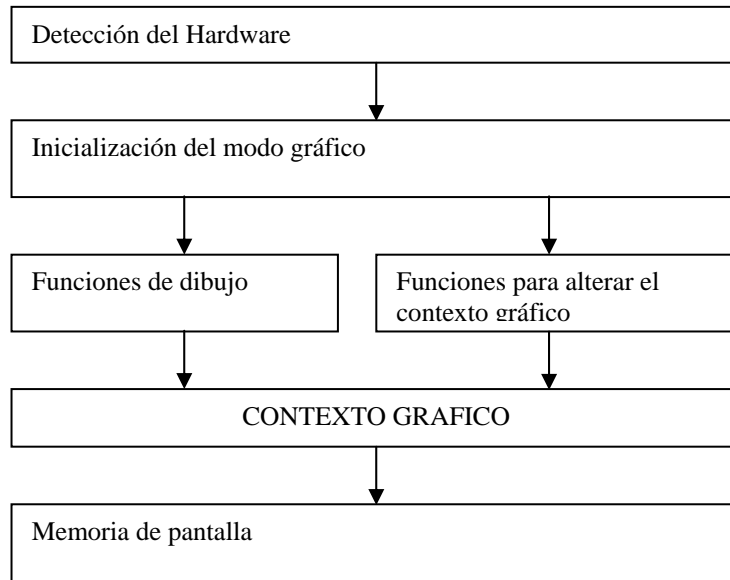 Detección del Hardware
Inicialización del modo gráfico
Funciones de dibujo
Funciones para alterar el
contexto gráfico
CONTEXTO GRAFICO
Memoria de pantalla